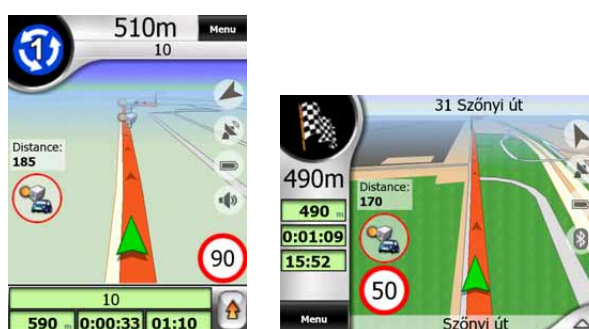 1
510m
Menu
10
Distance:
185
90
10
590 m
0:00:33
01:10
31 Szőnyi út
490m
Distance:
170
490 m
0:01:09
15:52
50
Menu
Szőnyi út